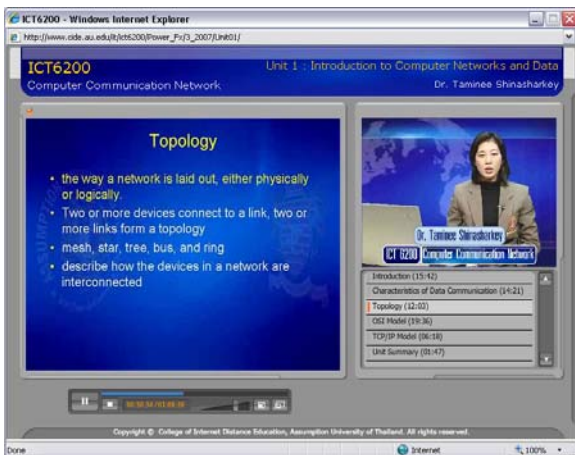 ICT6200 - Windows Internet Explorer
http://www.cide.au.edu/it/ict6200/Power_Px/3_2007/Unit01/
ICT6200
Unit 1 : Introduction to Computer Networks and Data
Computer Communication Network
Dr. Taminee Shinasharkey
Topology
• the way a network is laid out, either physically
or logically.
• Two or more devices connect to a link, two or
more links form a topology
• mesh, star, tree, bus, and ring
• describe how the devices in a network are
interconnected
Dr. Taminee Shinasharkey
ICT 6200 Computer Communication Network
Introduction (15:42)
Characteristics of Data Communication (14:21)
Topology (12:03)
OSI Model (19:36)
TCP/IP Model (06:18)
Unit Summary (01:47)
Copyright © College of Internet Distance Education, Assumption University of Thailand. All rights reserved.
Done
Internet
100%